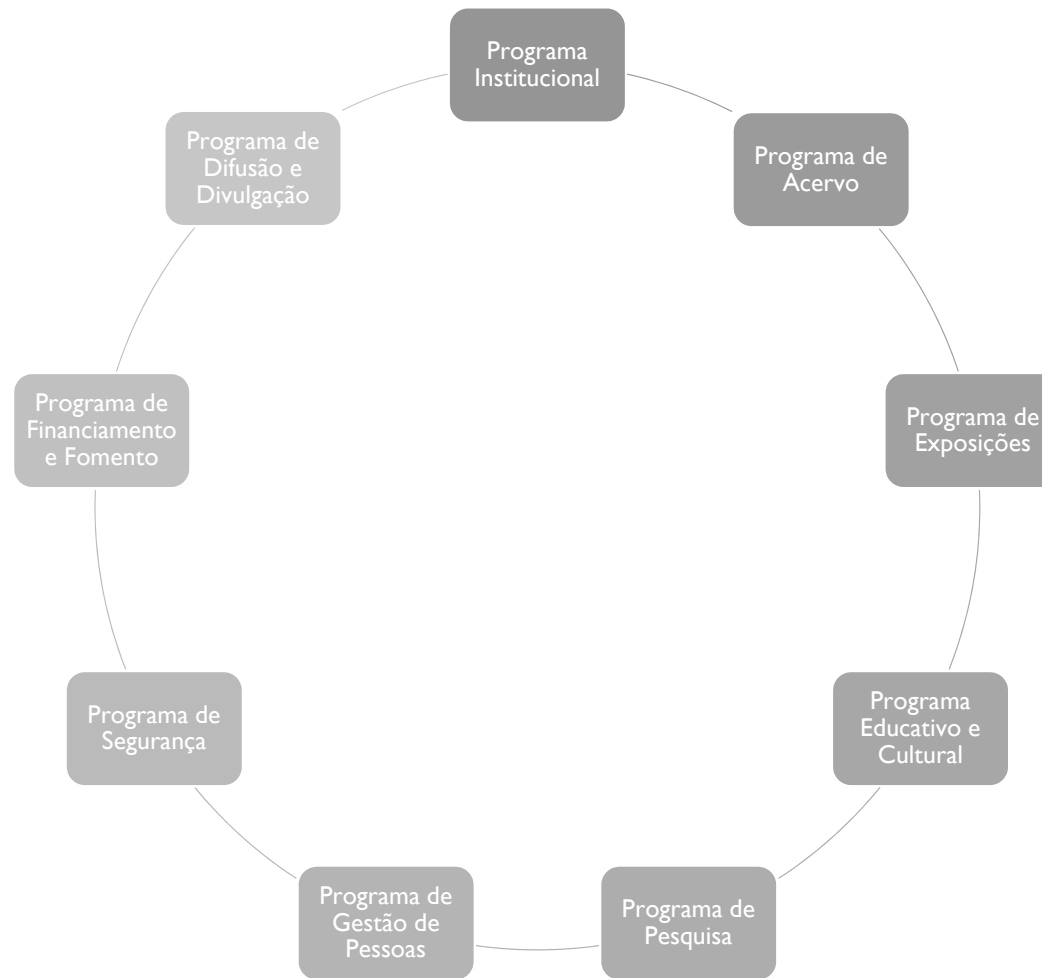 Programa
Institucional
Programa de
Acervo
Programa de
Exposições
Programa
Educativo e
Cultural
Programa de
Pesquisa
Programa de
Gestão de
Pessoas
Programa de
Segurança
Programa de
Financiamento
e Fomento
Programa de
Difusão e
Divulgação